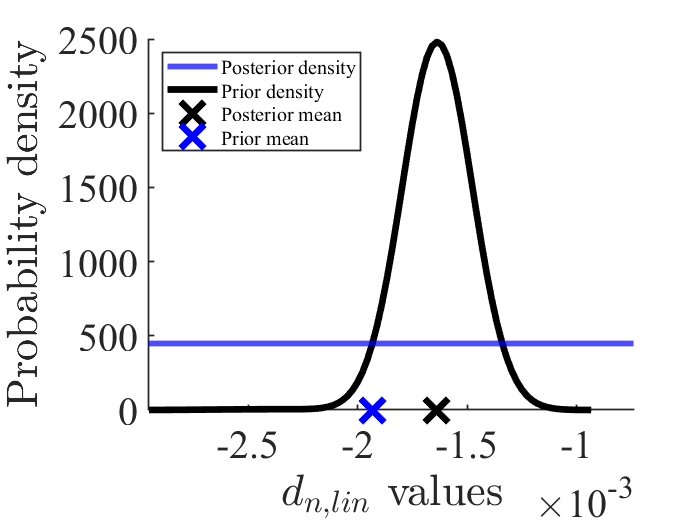 2500
2000
1500
1000
500
0
Probability density
Posterior density
Prior density
Posterior mean
Prior mean
-2.5 -2 -1.5 -1
d_{n,lin} values
×10^{-3}